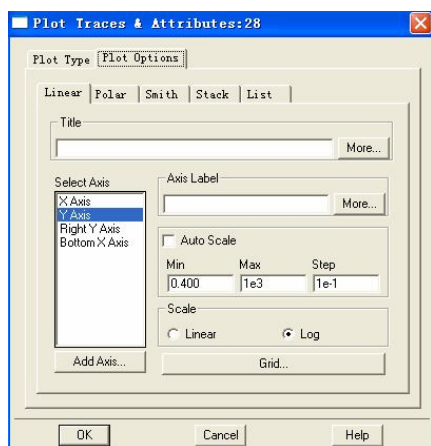 Plot Traces & Attributes:28
Plot Type Plot Options
Linear Polar Smith Stack List
Title
More...
Select Axis
X Axis
Y Axis
Right Y Axis
Bottom X Axis
Add Axis...
Axis Label
More...
Auto Scale
Min Max Step
0.400 1e3 1e-1
Scale
Linear Log
Grid...
OK Cancel Help